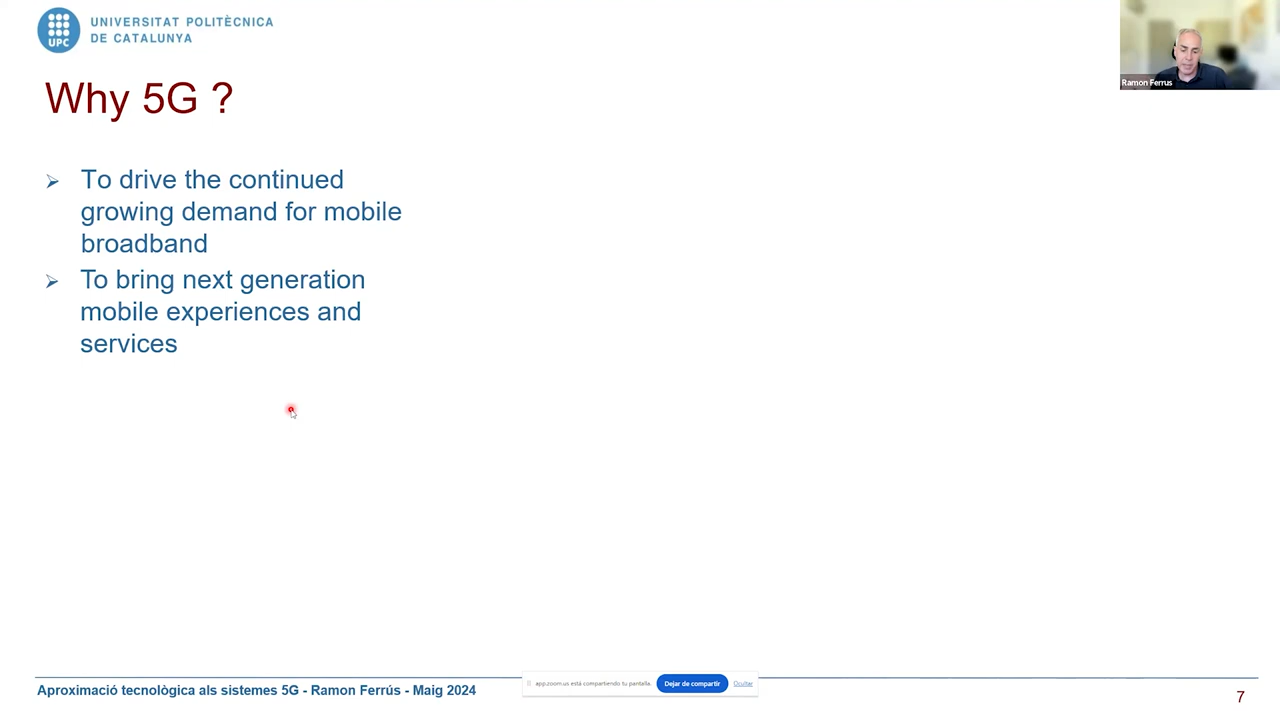 UNIVERSITAT POLITÈCNICA
DE CATALUNYA
UPC
Ramon Ferrus
Why 5G ?
To drive the continued
growing demand for mobile
broadband
To bring next generation
mobile experiences and
services
Aproximació tecnològica als sistemes 5G - Ramon Ferrús - Maig 2024
app.zoom.us está compartiendo tu pantalla.
Dejar de compartir
Ocultar
7